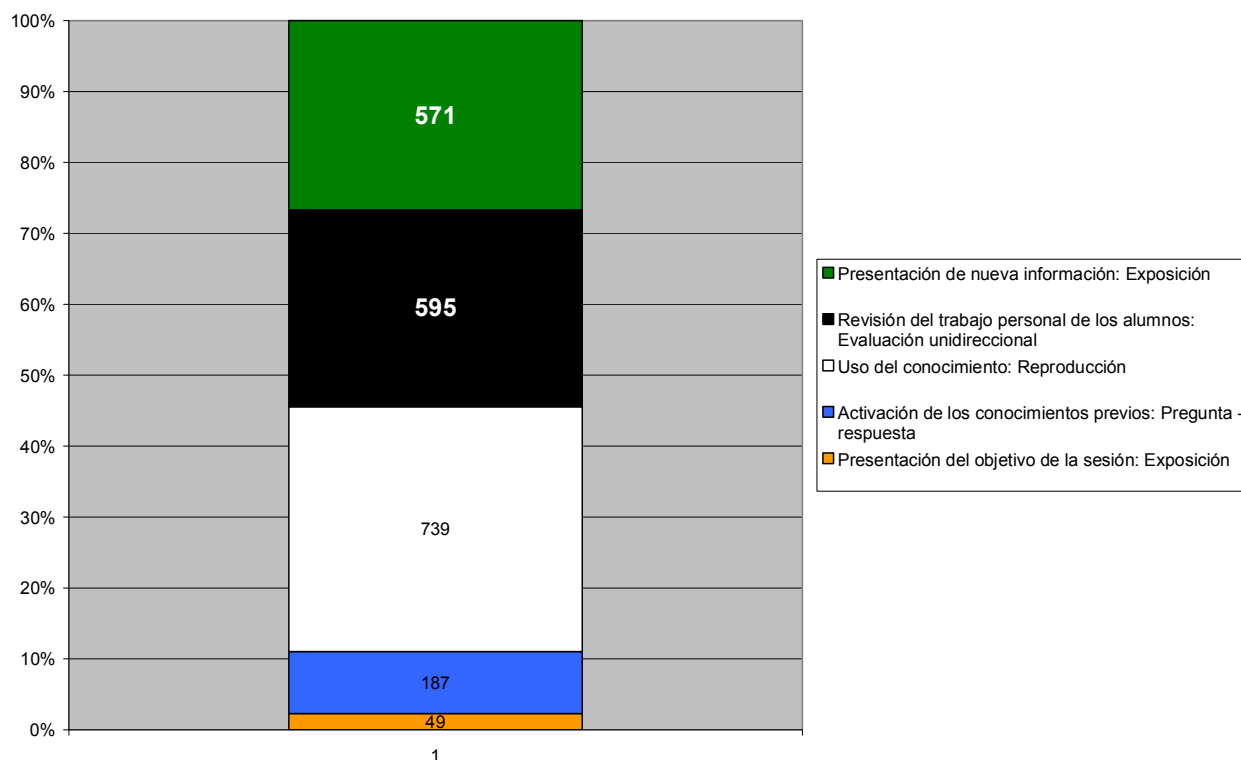 100%
90%
80%
70%
60%
50%
40%
30%
20%
10%
0%
571
595
739
187
49
1
Presentación de nueva información: Exposición
Revisión del trabajo personal de los alumnos:
Evaluación unidireccional
Uso del conocimiento: Reproducción
Activación de los conocimientos previos: Pregunta -
respuesta
Presentación del objetivo de la sesión: Exposición